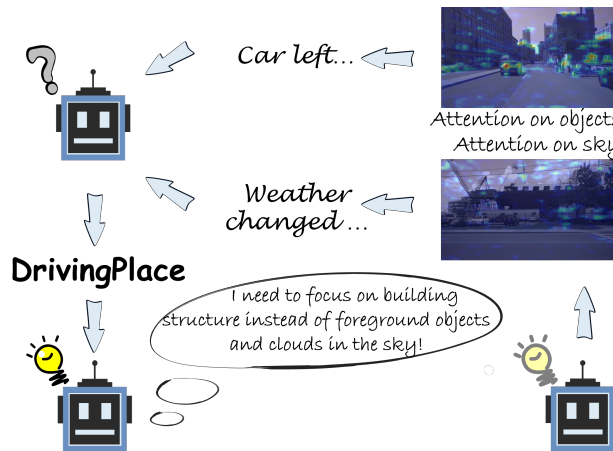 Car left...
Attention on objects
Attention on sky
Weather
changed ...
DrivingPlace
I need to focus on building
structure instead of foreground objects
and clouds in the sky!